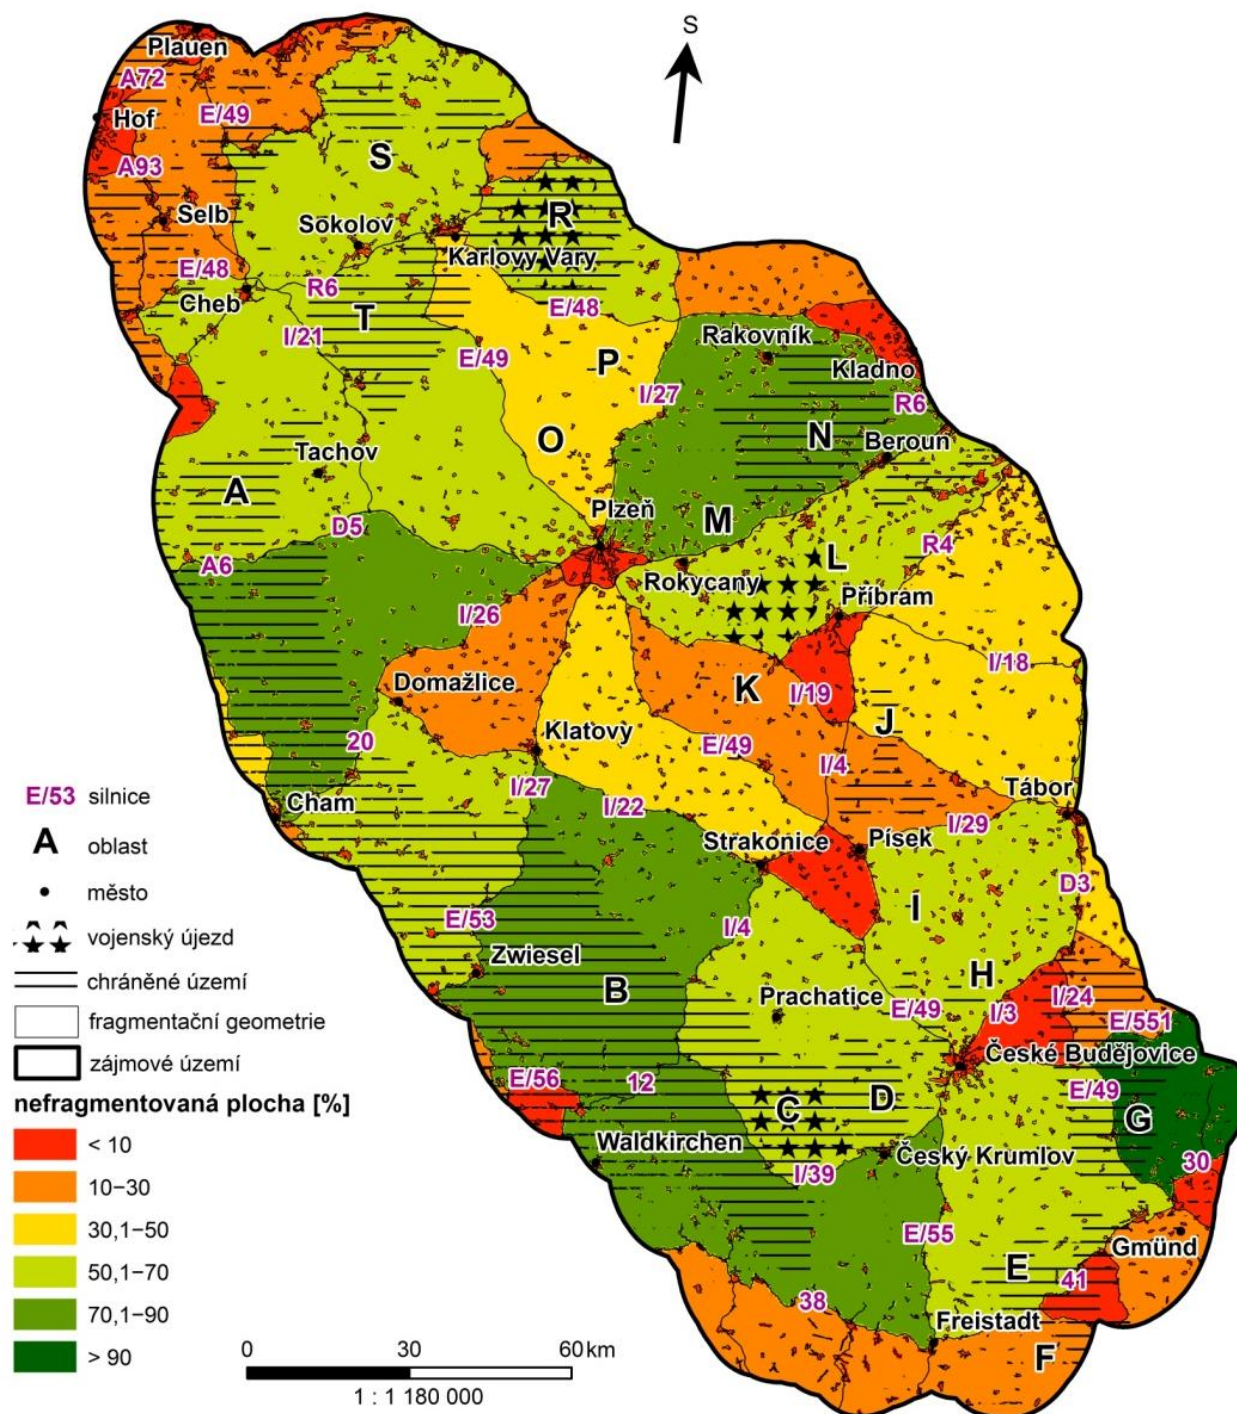 S
Plauen
A72
E/49
Hof
A93
S
R
Selb
Sokolov
Karlovy Vary
E/48
Cheb
R6
E/48
T
I/21
Rakovník
E/49
P
Kladno
I/27
R6
O
N
Beroun
Tachov
A
Plzeň
M
D5
R4
A6
L
Rokycany
Příbram
I/26
I/18
Domažlice
K
I/19
J
Klatovy
20
E/49
I/4
I/27
Tábor
E/53 silnice
Cham
I/22
I/29
A oblast
Strakonice
Písek
město
D3
E/53
I/4
I
vojenský újezd
Zwiesel
H
chráněné území
B
Prachatice
E/49
I/3
I/24
fragmentační geometrie
E/551
zájmové území
České Budějovice
E/56
12
E/49
nefragmentovaná plocha [%]
C
D
G
< 10
Waldkirchen
Český Krumlov
30
10–30
I/39
30,1–50
E/55
Gmünd
50,1–70
E
41
70,1–90
38
Freistadt
> 90
0 30 60 km
F
1 : 1 180 000